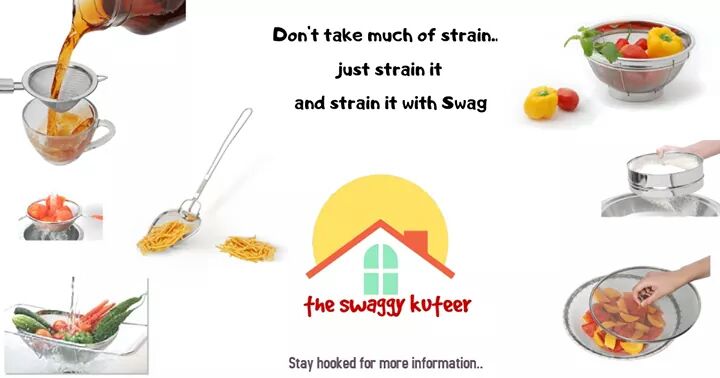 Don't take much of strain..
just strain it
and strain it with Swag
the swaggy kuteer
Stay hooked for more information..